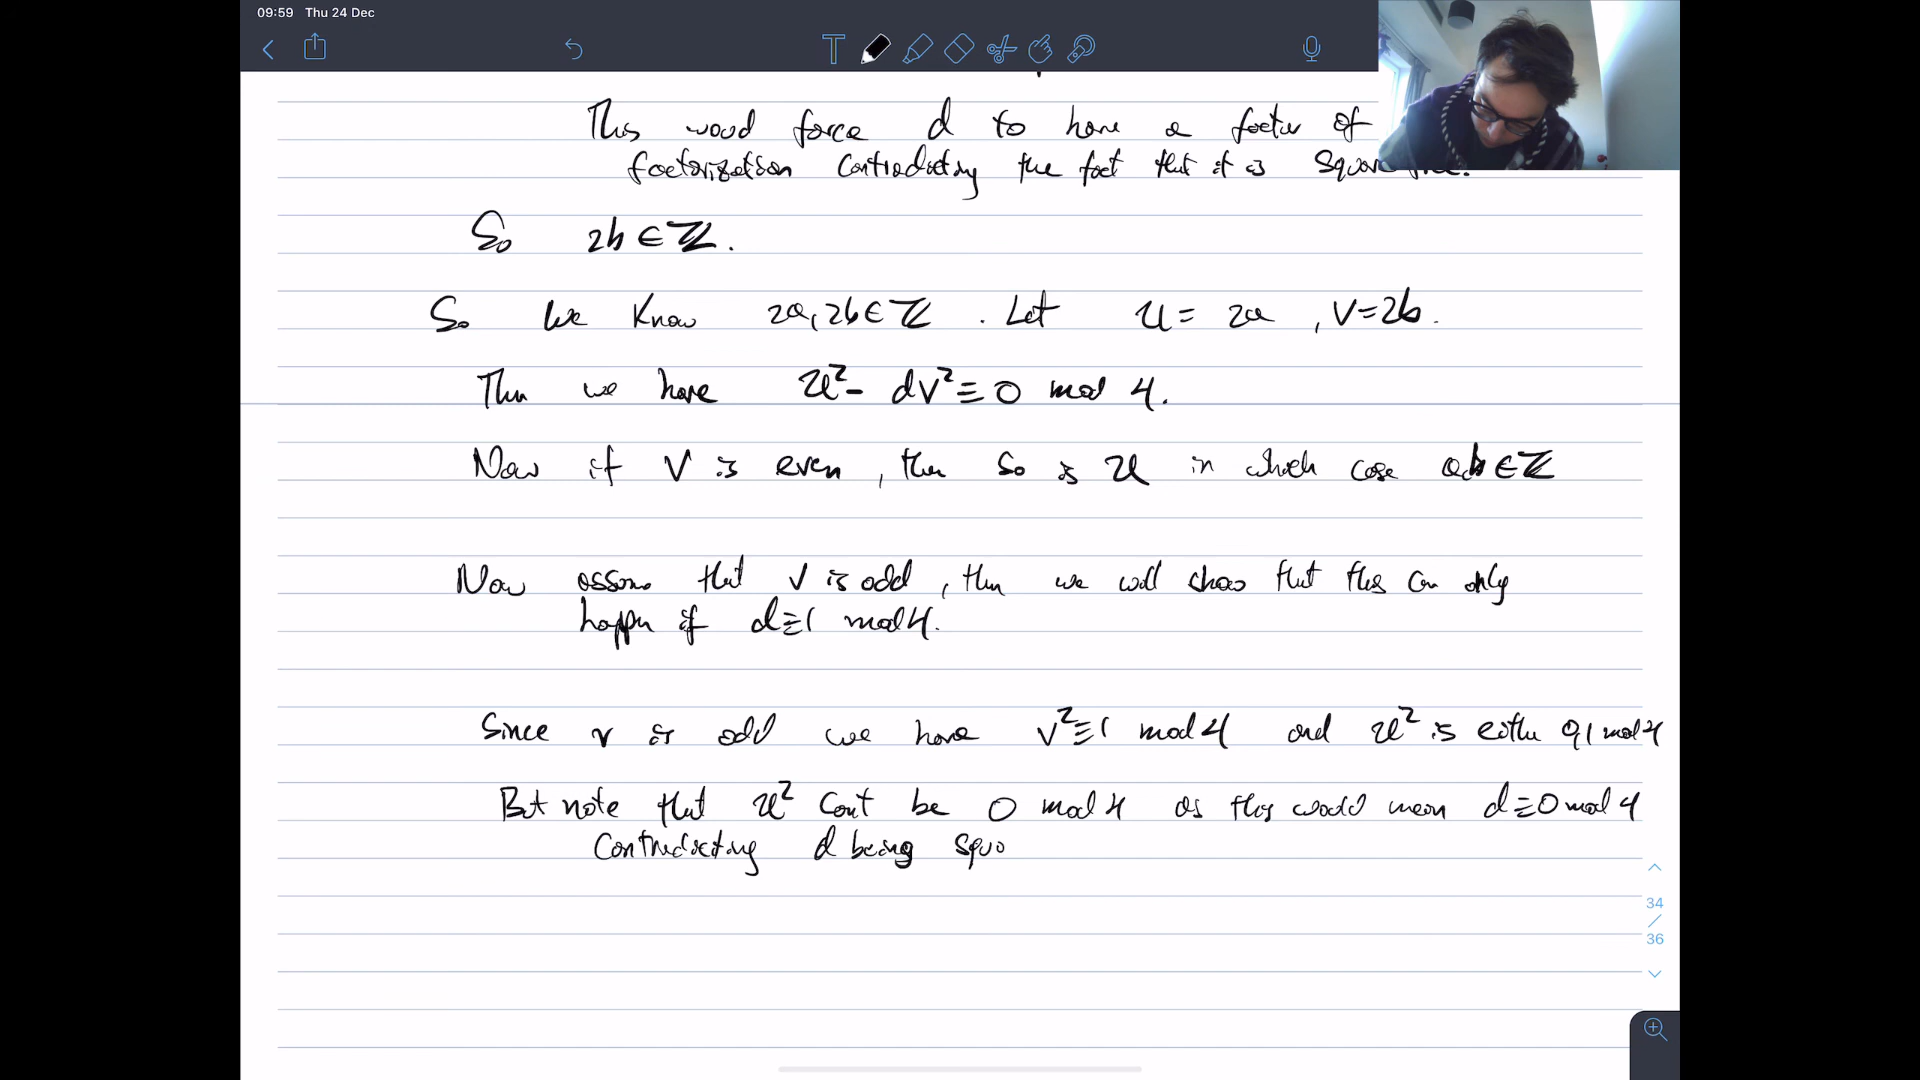 09:59 Thu 24 Dec
This would force d to have a factor of
factorization contradicting the fact that it is square free.
So 2b ∈ ℤ.
So we know 2a, 2b ∈ ℤ. Let u = 2a, v = 2b.
Then we have u² - dv² ≡ 0 mod 4.
Now if v is even, then so is u in which case a,b ∈ ℤ
Now assume that v is odd, then we will show that this can only
happen if d ≡ 1 mod 4.
Since v is odd we have v² ≡ 1 mod 4 and u² is either 0,1 mod 4
But note that u² can't be 0 mod 4 as this would mean d ≡ 0 mod 4
Contradicting d being squa
34
36